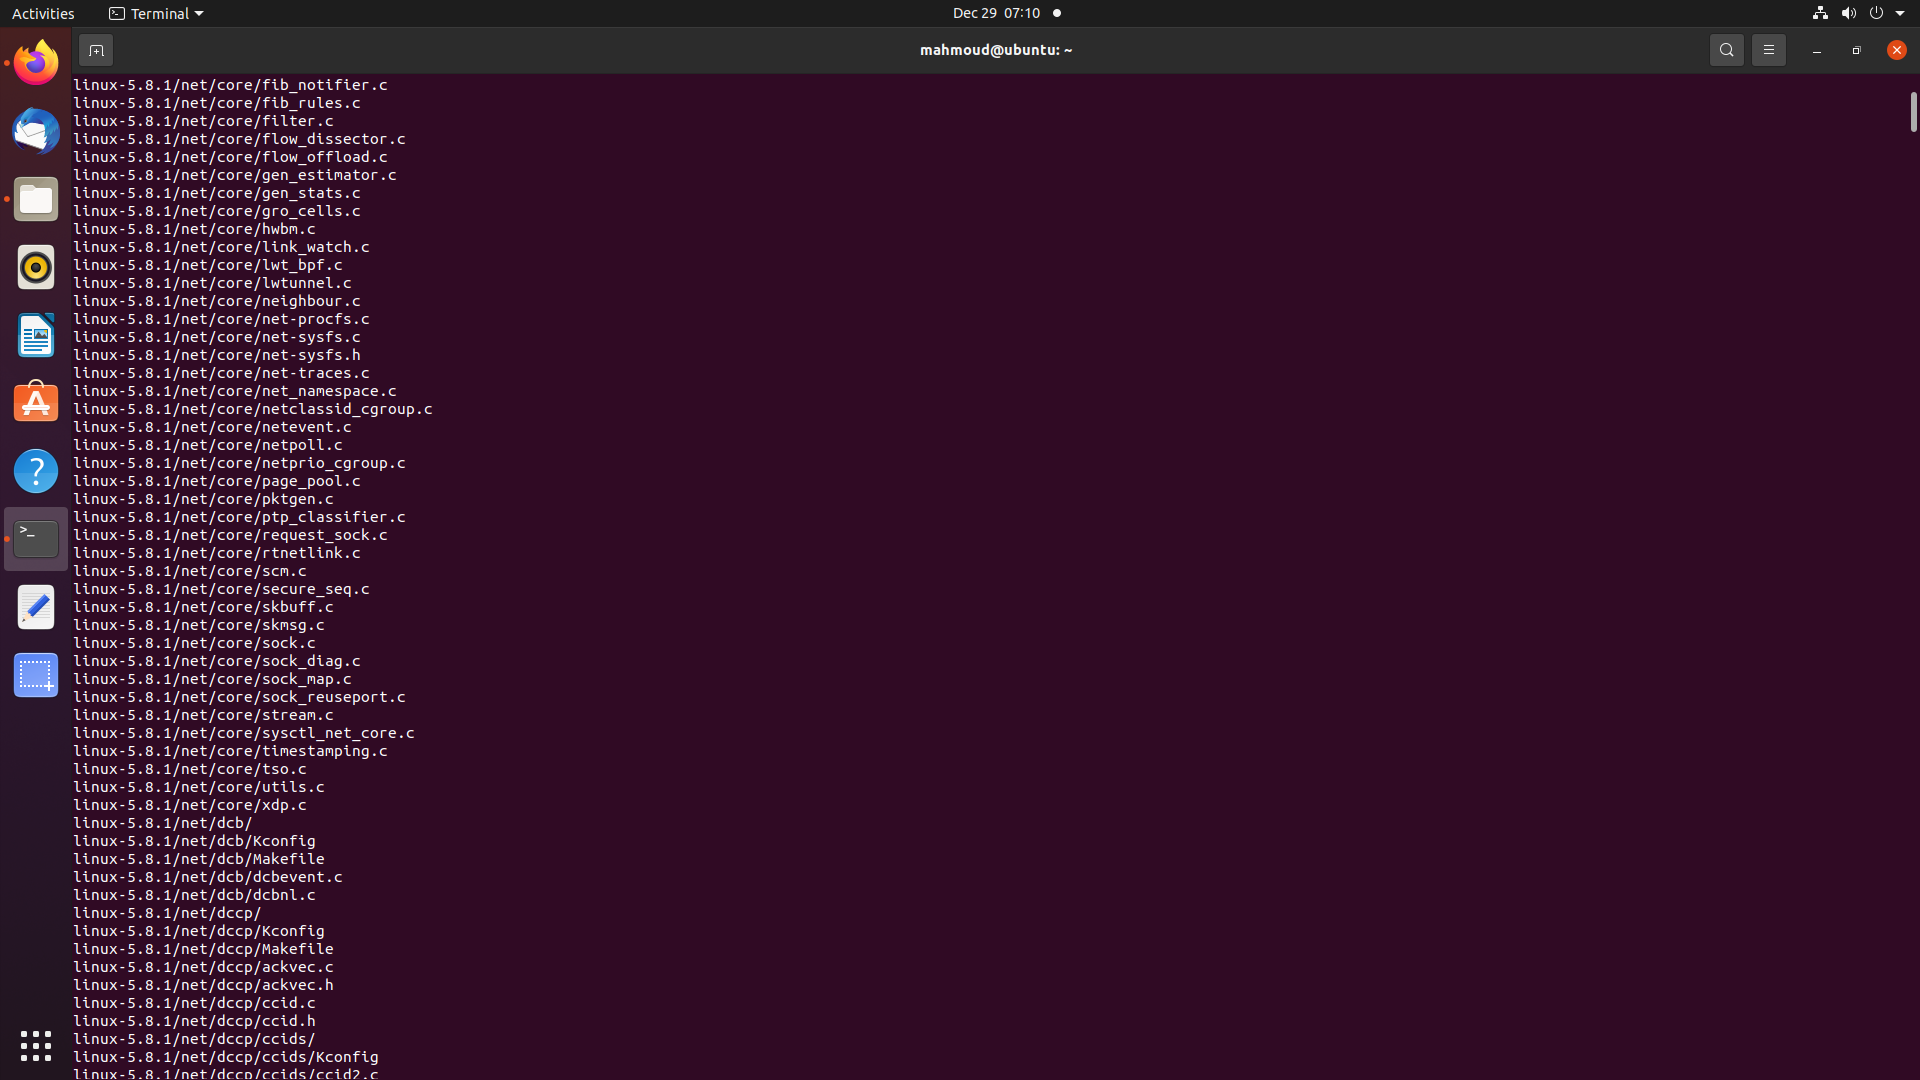 Activities
Terminal
Dec 29 07:10
mahmoud@ubuntu: ~
linux-5.8.1/net/core/fib_notifier.c
linux-5.8.1/net/core/fib_rules.c
linux-5.8.1/net/core/filter.c
linux-5.8.1/net/core/flow_dissector.c
linux-5.8.1/net/core/flow_offload.c
linux-5.8.1/net/core/gen_estimator.c
linux-5.8.1/net/core/gen_stats.c
linux-5.8.1/net/core/gro_cells.c
linux-5.8.1/net/core/hwbm.c
linux-5.8.1/net/core/link_watch.c
linux-5.8.1/net/core/lwt_bpf.c
linux-5.8.1/net/core/lwtunnel.c
linux-5.8.1/net/core/neighbour.c
linux-5.8.1/net/core/net-procfs.c
linux-5.8.1/net/core/net-sysfs.c
linux-5.8.1/net/core/net-sysfs.h
linux-5.8.1/net/core/net-traces.c
linux-5.8.1/net/core/net_namespace.c
linux-5.8.1/net/core/netclassid_cgroup.c
linux-5.8.1/net/core/netevent.c
linux-5.8.1/net/core/netpoll.c
linux-5.8.1/net/core/netprio_cgroup.c
linux-5.8.1/net/core/page_pool.c
linux-5.8.1/net/core/pktgen.c
linux-5.8.1/net/core/ptp_classifier.c
linux-5.8.1/net/core/request_sock.c
linux-5.8.1/net/core/rtnetlink.c
linux-5.8.1/net/core/scm.c
linux-5.8.1/net/core/secure_seq.c
linux-5.8.1/net/core/skbuff.c
linux-5.8.1/net/core/skmsg.c
linux-5.8.1/net/core/sock.c
linux-5.8.1/net/core/sock_diag.c
linux-5.8.1/net/core/sock_map.c
linux-5.8.1/net/core/sock_reuseport.c
linux-5.8.1/net/core/stream.c
linux-5.8.1/net/core/sysctl_net_core.c
linux-5.8.1/net/core/timestamping.c
linux-5.8.1/net/core/tso.c
linux-5.8.1/net/core/utils.c
linux-5.8.1/net/core/xdp.c
linux-5.8.1/net/dcb/
linux-5.8.1/net/dcb/Kconfig
linux-5.8.1/net/dcb/Makefile
linux-5.8.1/net/dcb/dcbevent.c
linux-5.8.1/net/dcb/dcbnl.c
linux-5.8.1/net/dccp/
linux-5.8.1/net/dccp/Kconfig
linux-5.8.1/net/dccp/Makefile
linux-5.8.1/net/dccp/ackvec.c
linux-5.8.1/net/dccp/ackvec.h
linux-5.8.1/net/dccp/ccid.c
linux-5.8.1/net/dccp/ccid.h
linux-5.8.1/net/dccp/ccids/
linux-5.8.1/net/dccp/ccids/Kconfig
linux-5.8.1/net/dccp/ccids/ccid2.c